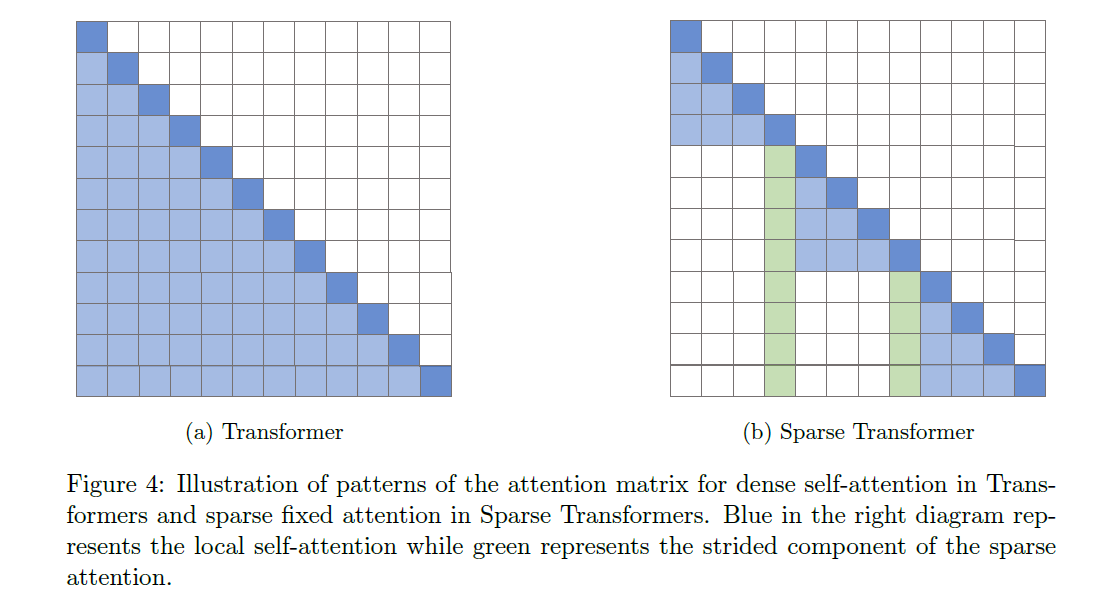 (a) Transformer
(b) Sparse Transformer
Figure 4: Illustration of patterns of the attention matrix for dense self-attention in Trans-
formers and sparse fixed attention in Sparse Transformers. Blue in the right diagram rep-
resents the local self-attention while green represents the strided component of the sparse
attention.